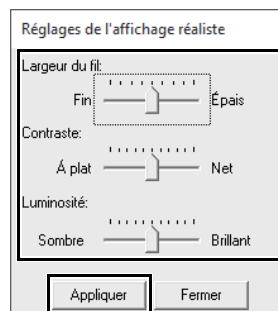 Réglages de l'affichage réaliste
Largeur du fil:
Fin Épais
Contraste:
Á plat Net
Luminosité:
Sombre Brillant
Appliquer Fermer